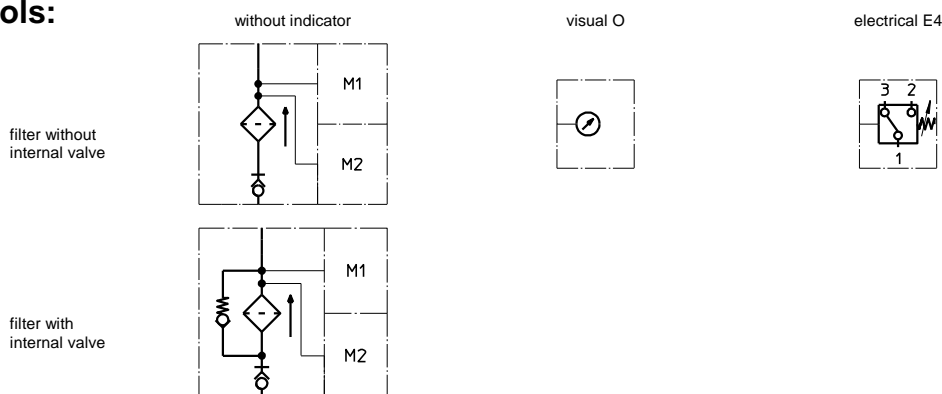 ols:
without indicator
visual O
electrical E4
filter without
internal valve
M1
M2
3 2
1
filter with
internal valve
M1
M2